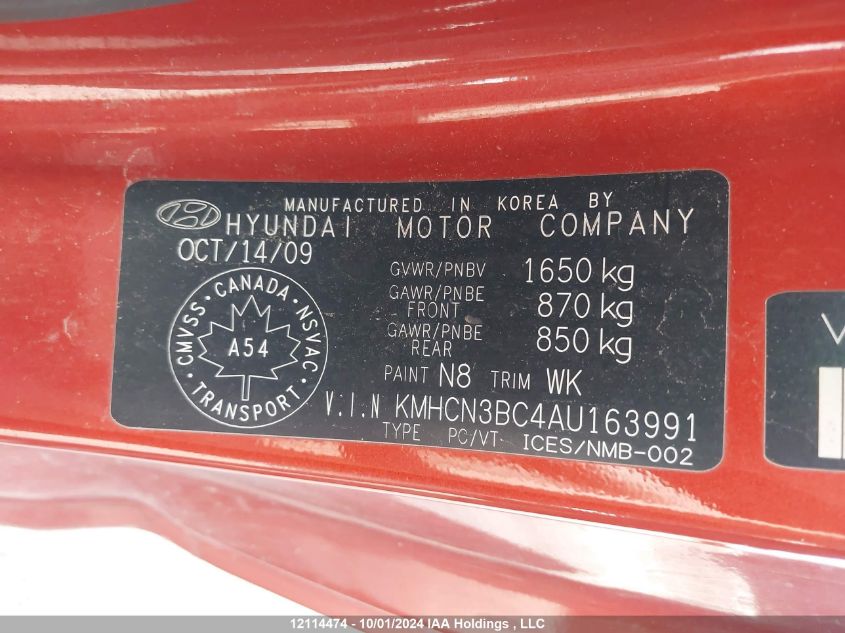 MANUFACTURED IN KOREA BY
HYUNDAI MOTOR COMPANY
OCT/14/09
GVWR/PNBV 1650 kg
GAWR/PNBE FRONT 870 kg
GAWR/PNBE REAR 850 kg
PAINT N8 TRIM WK
V.I.N KMHCN3BC4AU163991
TYPE PC/VT ICES/NMB-002
CMVSS · CANADA · NSVAC · TRANSPORT ·
A54
V
12114474 - 10/01/2024 IAA Holdings , LLC